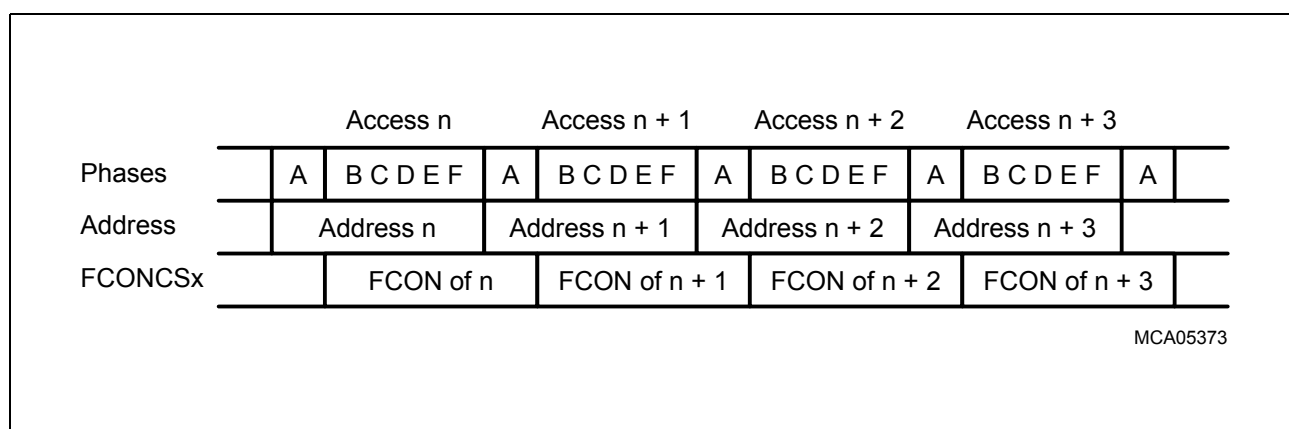 Access n Access n + 1 Access n + 2 Access n + 3
Phases A B C D E F A B C D E F A B C D E F A B C D E F A
Address Address n Address n + 1 Address n + 2 Address n + 3
FCONCSx FCON of n FCON of n + 1 FCON of n + 2 FCON of n + 3
MCA05373